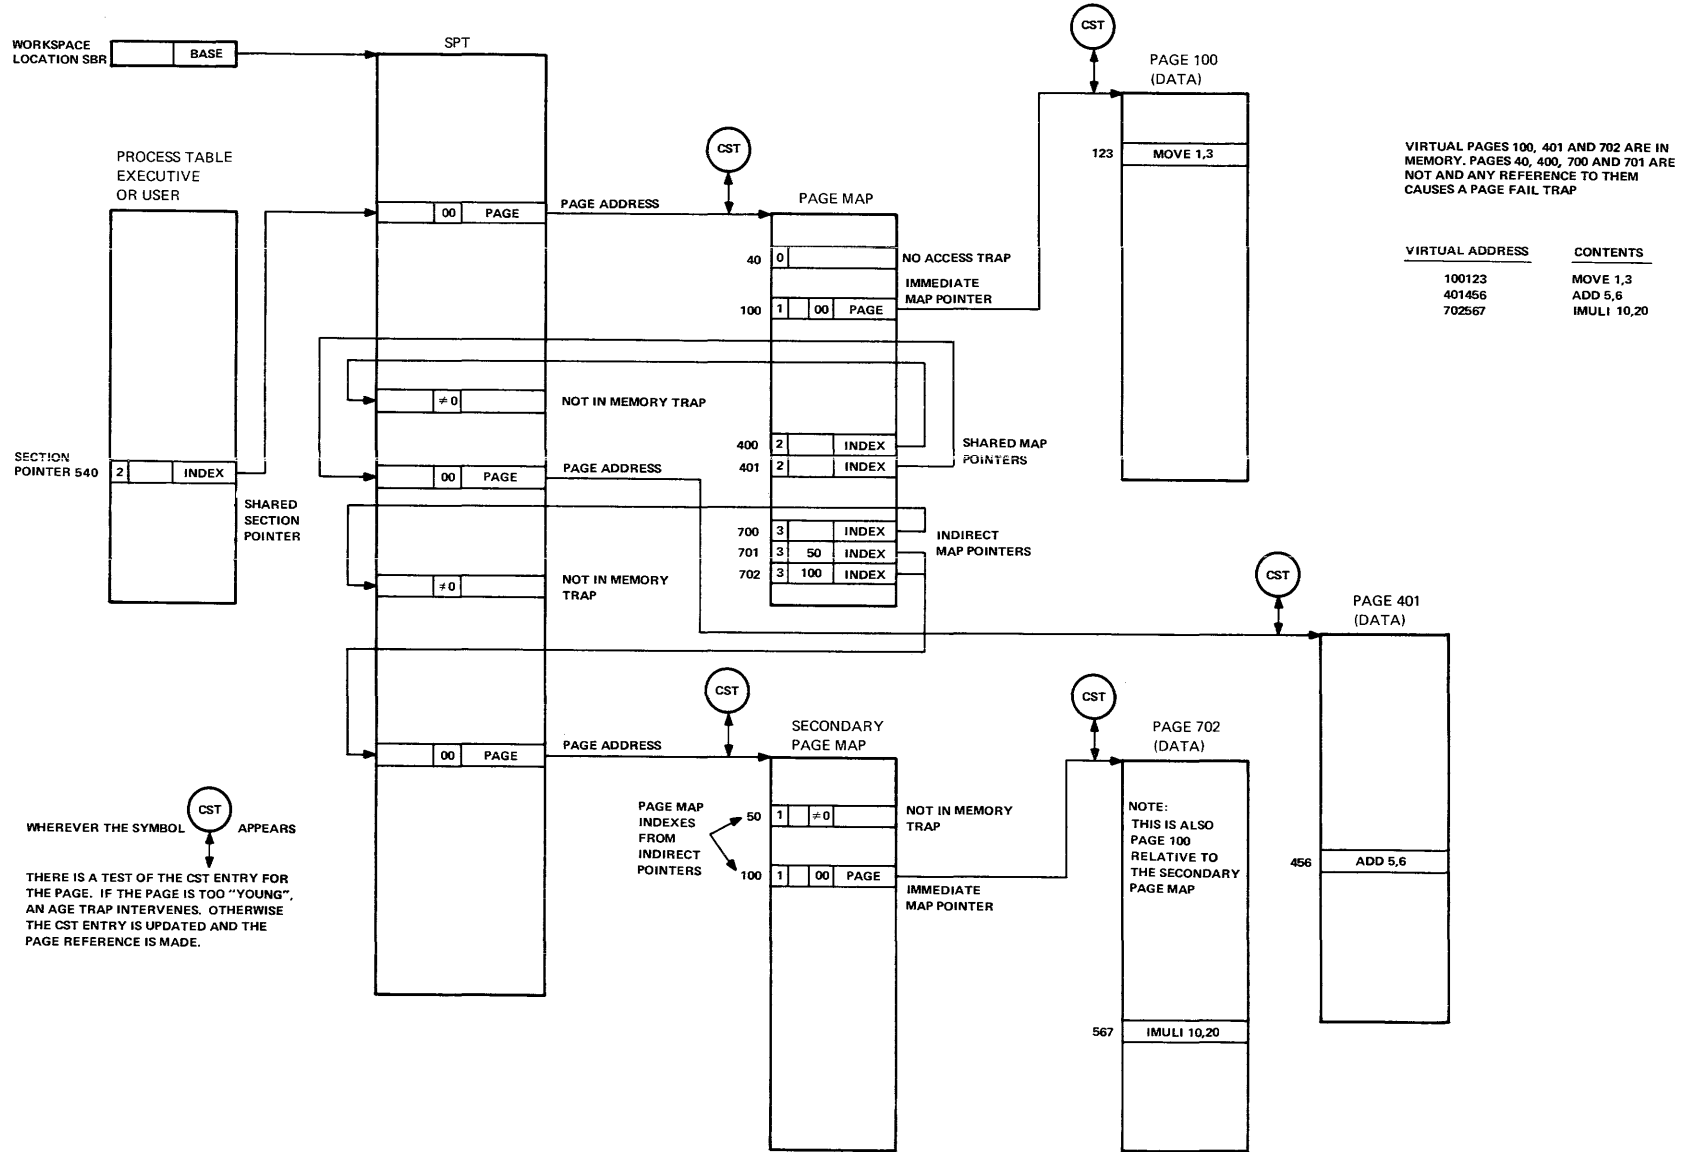 WORKSPACE
LOCATION SBR
BASE
SPT
PROCESS TABLE
EXECUTIVE
OR USER
SECTION
POINTER 540
2 INDEX
SHARED
SECTION
POINTER
00 PAGE
PAGE ADDRESS
≠ 0
NOT IN MEMORY TRAP
00 PAGE
PAGE ADDRESS
≠0
NOT IN MEMORY
TRAP
00 PAGE
PAGE ADDRESS
CST
PAGE MAP
40 0
NO ACCESS TRAP
IMMEDIATE
MAP POINTER
100 1 00 PAGE
400 2 INDEX
401 2 INDEX
SHARED MAP
POINTERS
700 3 INDEX
701 3 50 INDEX
702 3 100 INDEX
INDIRECT
MAP POINTERS
CST
PAGE 100
(DATA)
123 MOVE 1,3
VIRTUAL PAGES 100, 401 AND 702 ARE IN
MEMORY. PAGES 40, 400, 700 AND 701 ARE
NOT AND ANY REFERENCE TO THEM
CAUSES A PAGE FAIL TRAP
VIRTUAL ADDRESS CONTENTS
100123 MOVE 1,3
401456 ADD 5,6
702567 IMULI 10,20
CST
PAGE 401
(DATA)
456 ADD 5,6
CST
SECONDARY
PAGE MAP
PAGE MAP
INDEXES
FROM
INDIRECT
POINTERS
50 1 ≠0
NOT IN MEMORY
TRAP
100 1 00 PAGE
IMMEDIATE
MAP POINTER
CST
PAGE 702
(DATA)
NOTE:
THIS IS ALSO
PAGE 100
RELATIVE TO
THE SECONDARY
PAGE MAP
567 IMULI 10,20
WHEREVER THE SYMBOL CST APPEARS
THERE IS A TEST OF THE CST ENTRY FOR
THE PAGE. IF THE PAGE IS TOO "YOUNG",
AN AGE TRAP INTERVENES. OTHERWISE
THE CST ENTRY IS UPDATED AND THE
PAGE REFERENCE IS MADE.